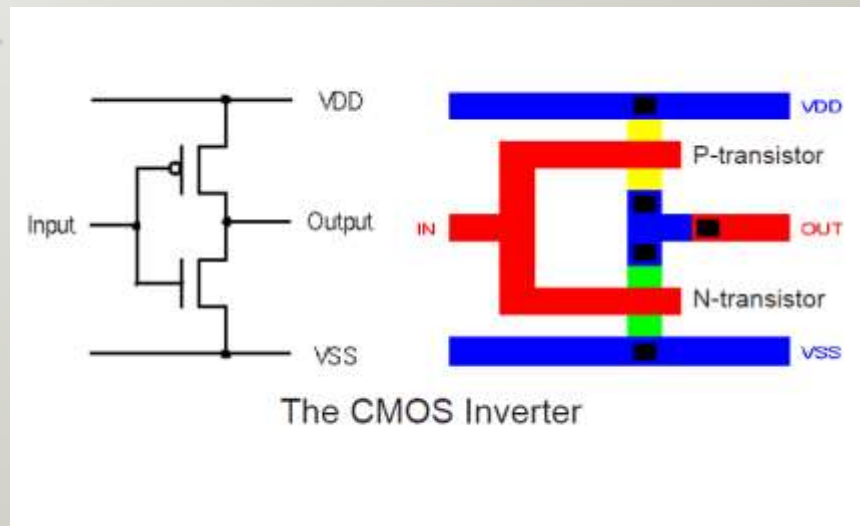 VDD
Input
Output
VSS
VDD
P-transistor
IN
OUT
N-transistor
VSS
The CMOS Inverter